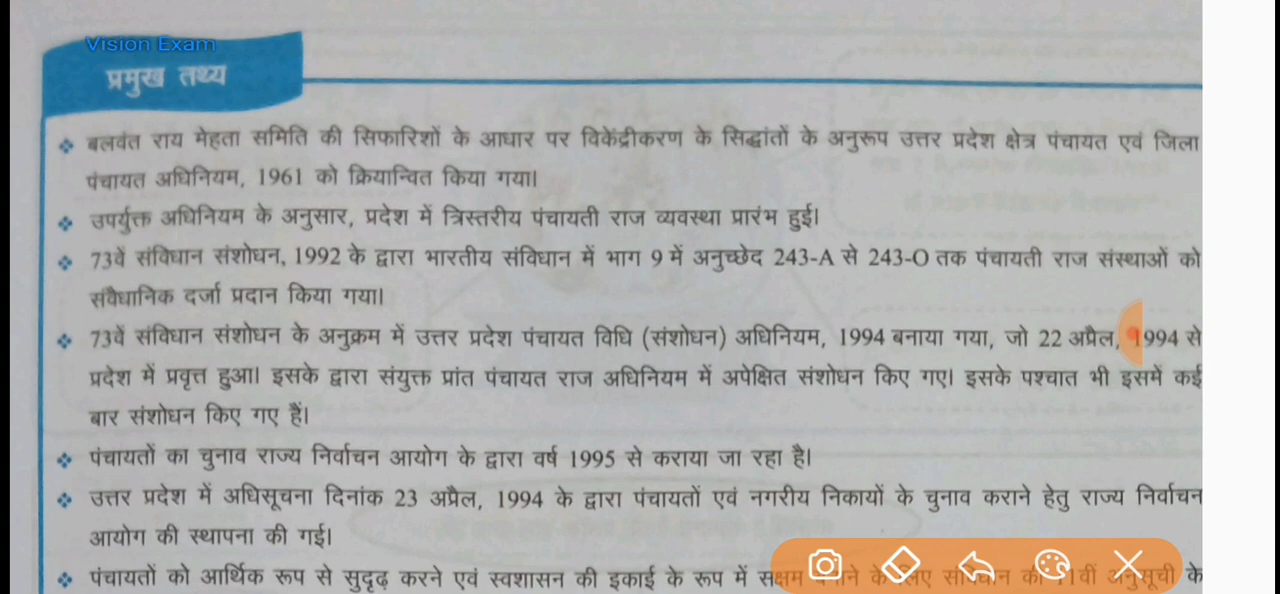 Vision Exam
प्रमुख तथ्य
❖ बलवंत राय मेहता समिति की सिफारिशों के आधार पर विकेंद्रीकरण के सिद्धांतों के अनुरूप उत्तर प्रदेश क्षेत्र पंचायत एवं जिला
पंचायत अधिनियम, 1961 को क्रियान्वित किया गया।
❖ उपर्युक्त अधिनियम के अनुसार, प्रदेश में त्रिस्तरीय पंचायती राज व्यवस्था प्रारंभ हुई।
❖ 73वें संविधान संशोधन, 1992 के द्वारा भारतीय संविधान में भाग 9 में अनुच्छेद 243-A से 243-O तक पंचायती राज संस्थाओं को
संवैधानिक दर्जा प्रदान किया गया।
❖ 73वें संविधान संशोधन के अनुक्रम में उत्तर प्रदेश पंचायत विधि (संशोधन) अधिनियम, 1994 बनाया गया, जो 22 अप्रैल, 1994 से
प्रदेश में प्रवृत्त हुआ। इसके द्वारा संयुक्त प्रांत पंचायत राज अधिनियम में अपेक्षित संशोधन किए गए। इसके पश्चात भी इसमें कई
बार संशोधन किए गए हैं।
❖ पंचायतों का चुनाव राज्य निर्वाचन आयोग के द्वारा वर्ष 1995 से कराया जा रहा है।
❖ उत्तर प्रदेश में अधिसूचना दिनांक 23 अप्रैल, 1994 के द्वारा पंचायतों एवं नगरीय निकायों के चुनाव कराने हेतु राज्य निर्वाचन
आयोग की स्थापना की गई।
❖ पंचायतों को आर्थिक रूप से सुदृढ़ करने एवं स्वशासन की इकाई के रूप में सक्षम बनाने के लिए संविधान की 11वीं अनुसूची के